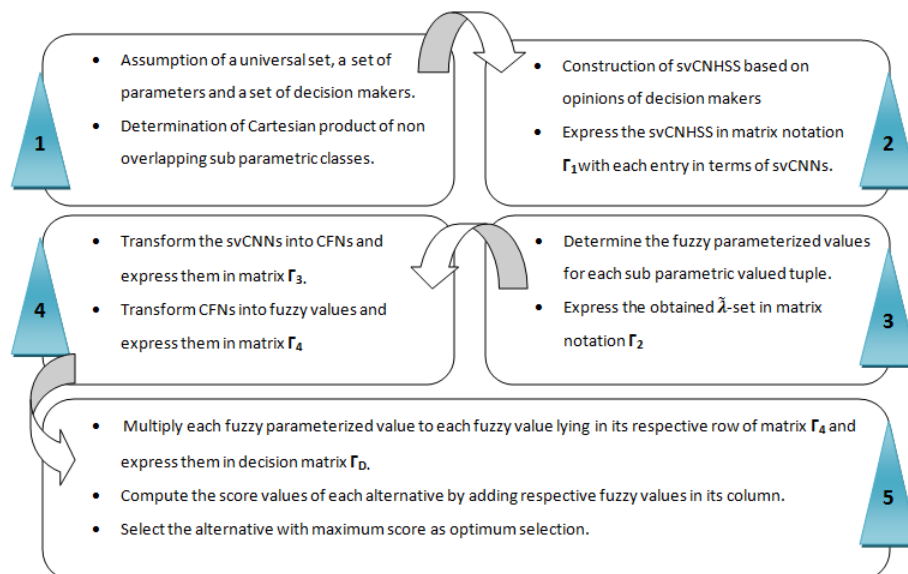 • Assumption of a universal set, a set of
parameters and a set of decision makers.
• Determination of Cartesian product of non
overlapping sub parametric classes.
1
• Construction of svCNHSS based on
opinions of decision makers
• Express the svCNHSS in matrix notation
Γ₁with each entry in terms of svCNNs.
2
• Determine the fuzzy parameterized values
for each sub parametric valued tuple.
• Express the obtained λ̃-set in matrix
notation Γ₂
3
• Transform the svCNNs into CFNs and
express them in matrix Γ₃.
• Transform CFNs into fuzzy values and
express them in matrix Γ₄
4
• Multiply each fuzzy parameterized value to each fuzzy value lying in its respective row of matrix Γ₄ and
express them in decision matrix Γ_D.
• Compute the score values of each alternative by adding respective fuzzy values in its column.
• Select the alternative with maximum score as optimum selection.
5